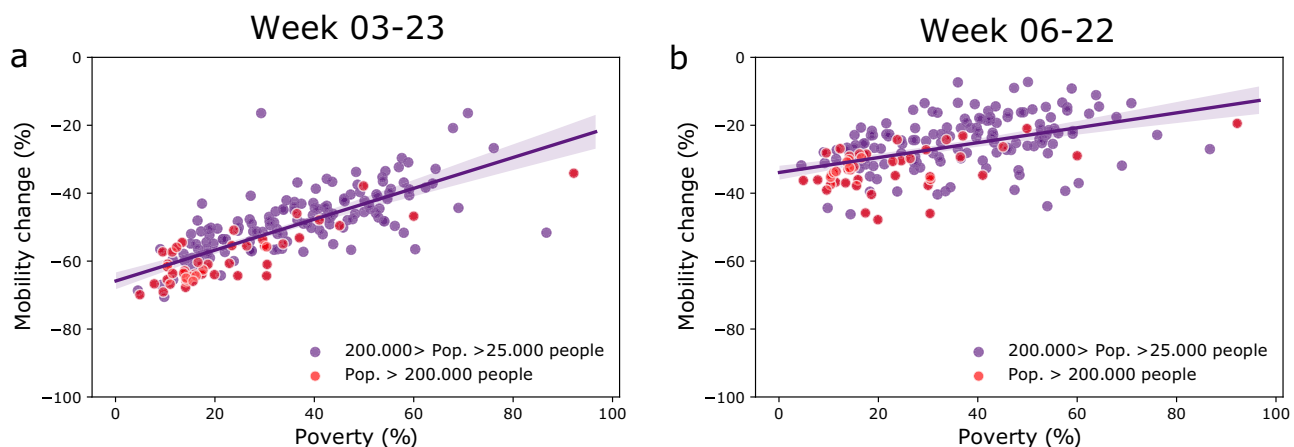 a
Week 03-23
0
−20
−40
−60
−80
−100
Mobility change (%)
200.000> Pop. >25.000 people
Pop. > 200.000 people
0 20 40 60 80 100
Poverty (%)
b
Week 06-22
0
−20
−40
−60
−80
−100
Mobility change (%)
200.000> Pop. >25.000 people
Pop. > 200.000 people
0 20 40 60 80 100
Poverty (%)